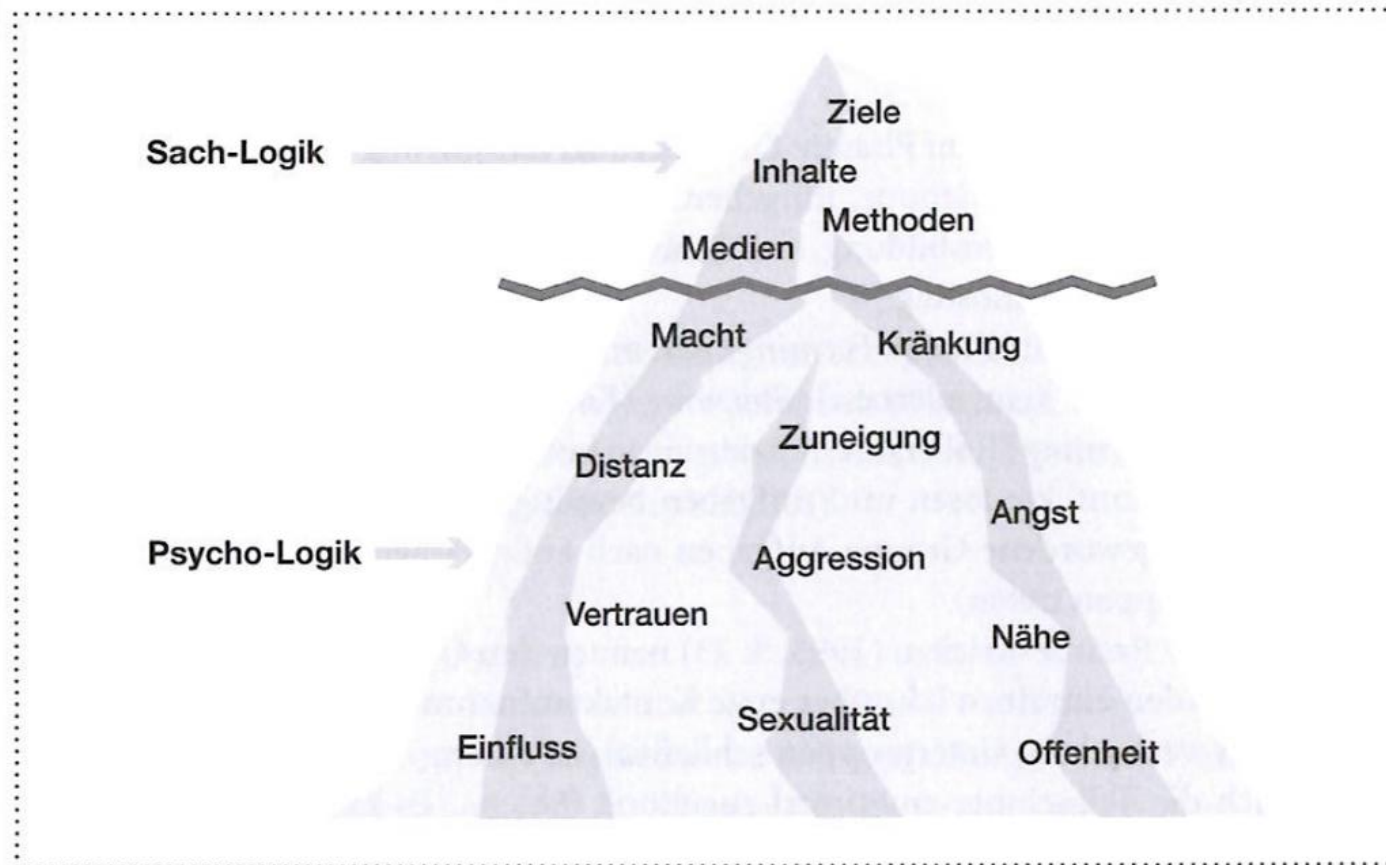 Ziele
Sach-Logik
Inhalte
Methoden
Medien
Macht
Kränkung
Zuneigung
Distanz
Angst
Psycho-Logik
Aggression
Vertrauen
Nähe
Sexualität
Einfluss
Offenheit